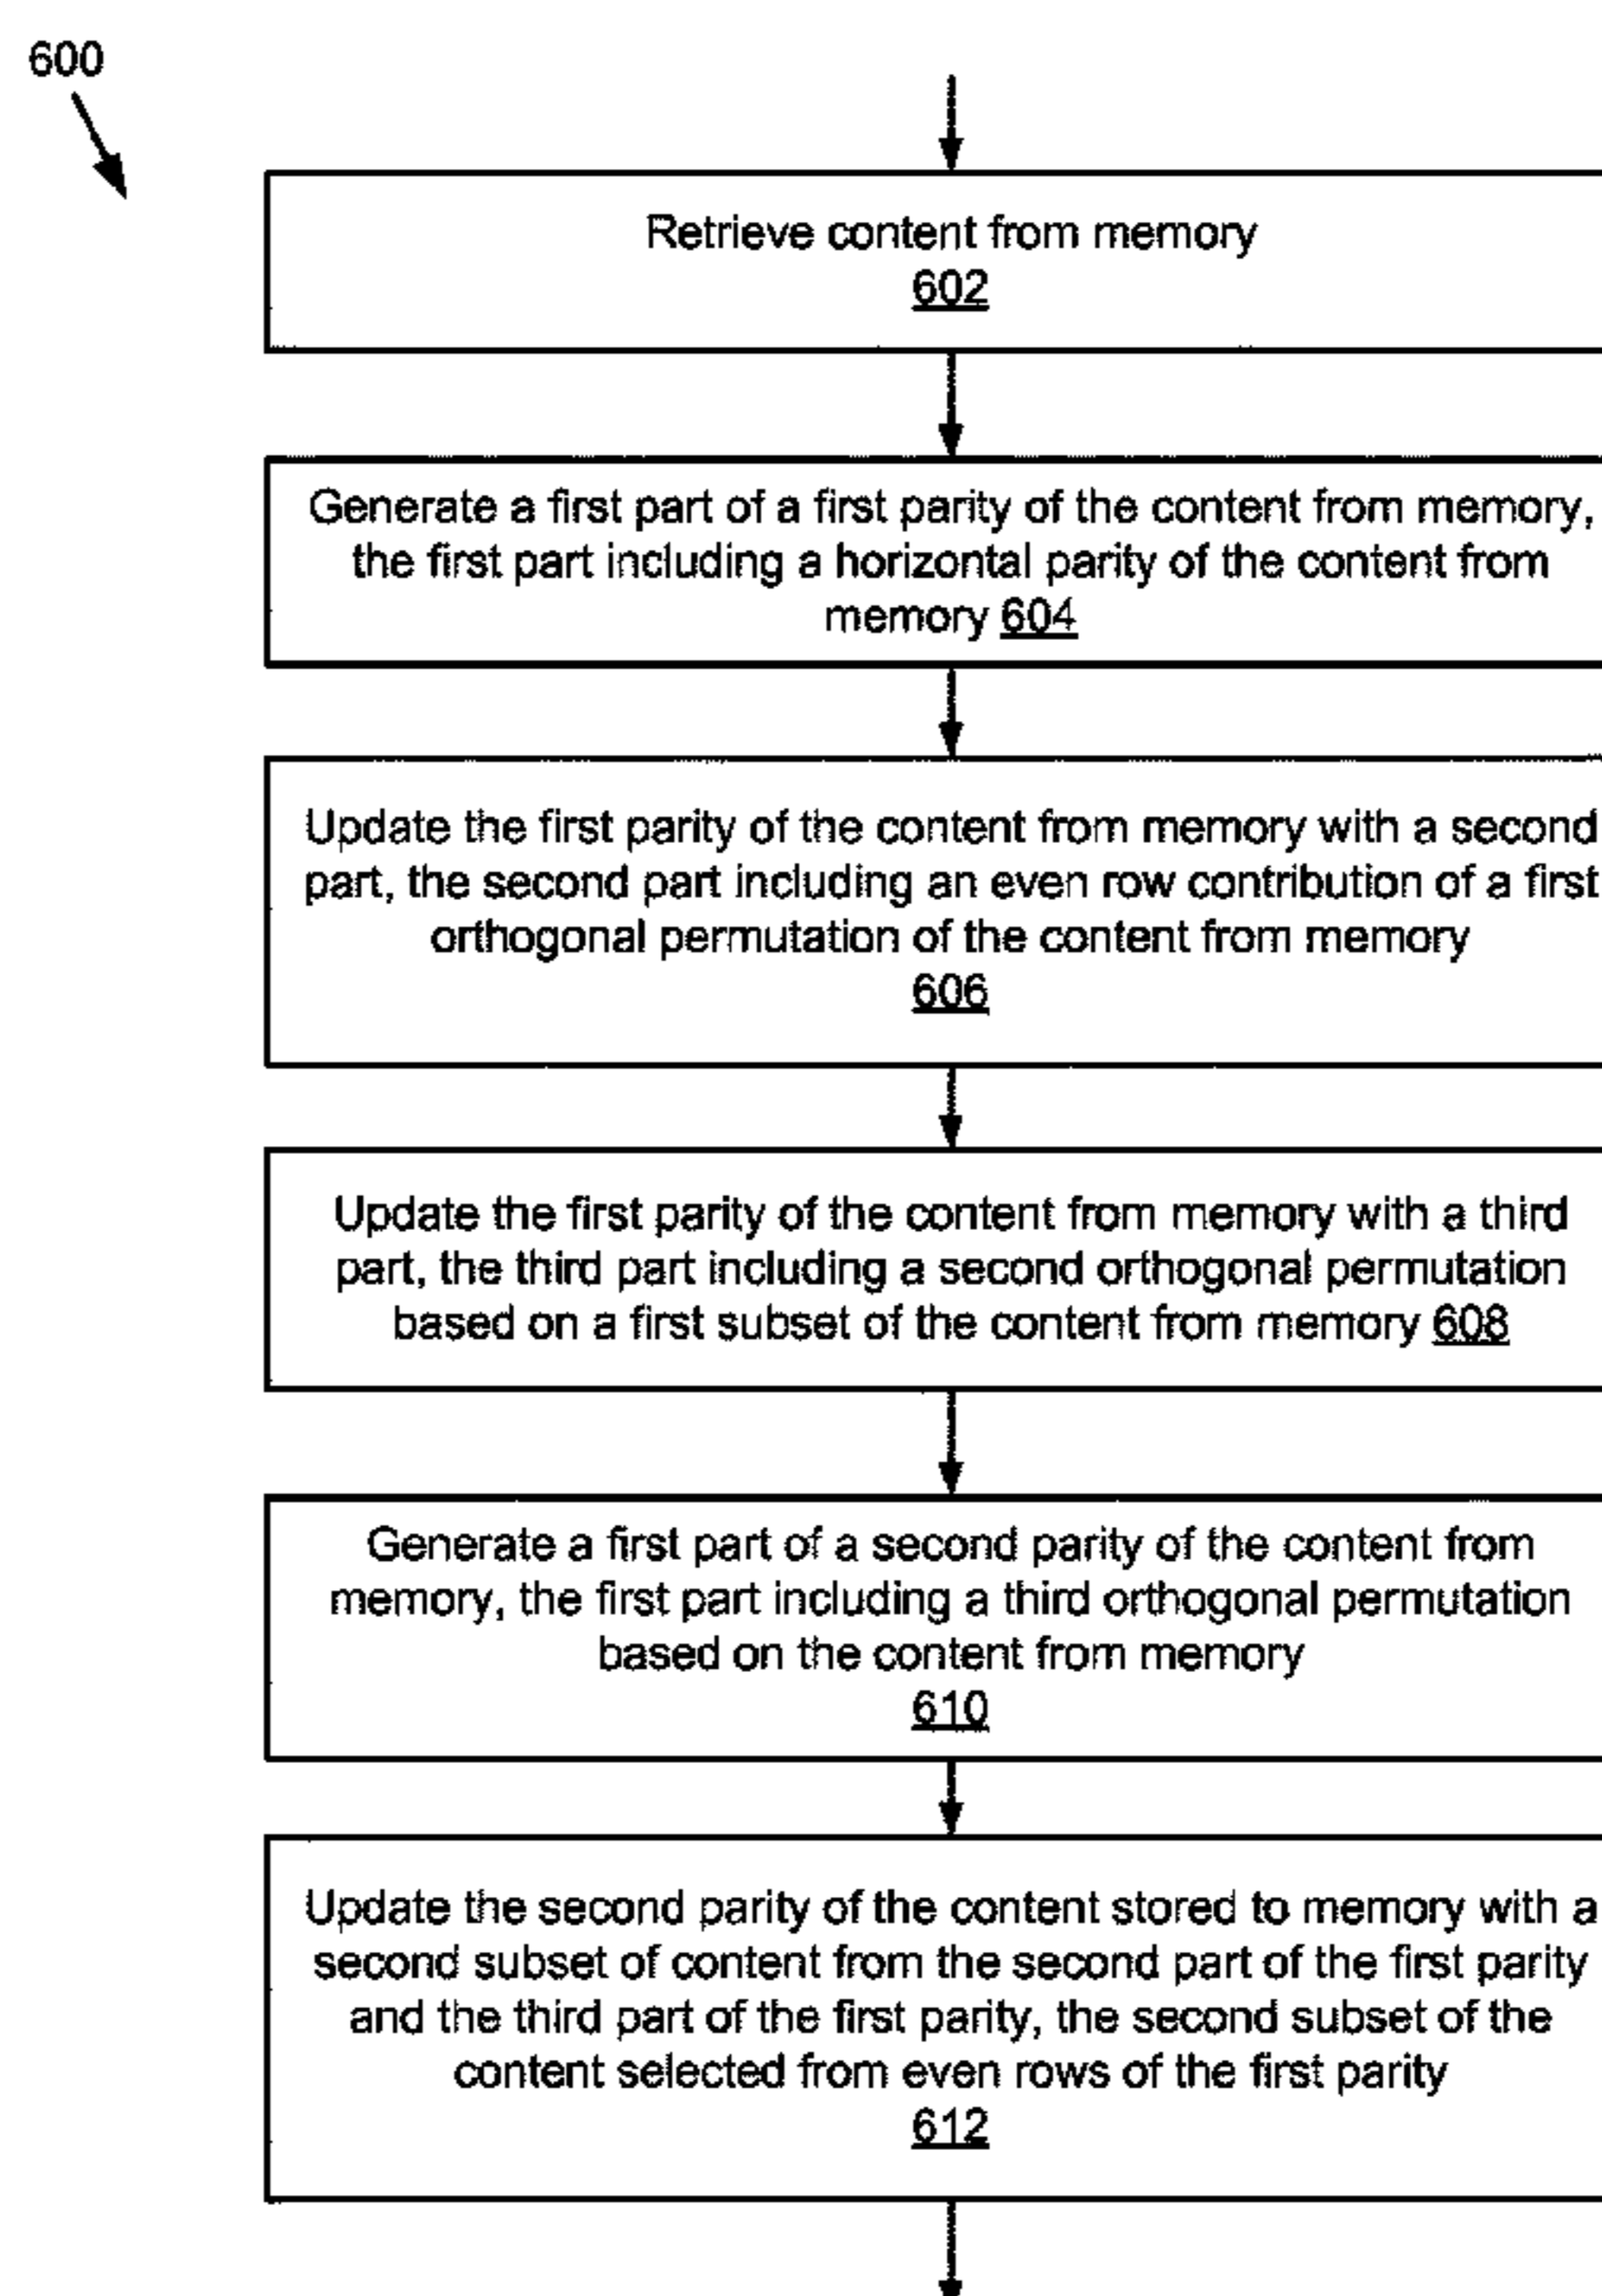 600
Retrieve content from memory
602
Generate a first part of a first parity of the content from memory,
the first part including a horizontal parity of the content from
memory 604
Update the first parity of the content from memory with a second
part, the second part including an even row contribution of a first
orthogonal permutation of the content from memory
606
Update the first parity of the content from memory with a third
part, the third part including a second orthogonal permutation
based on a first subset of the content from memory 608
Generate a first part of a second parity of the content from
memory, the first part including a third orthogonal permutation
based on the content from memory
610
Update the second parity of the content stored to memory with a
second subset of content from the second part of the first parity
and the third part of the first parity, the second subset of the
content selected from even rows of the first parity
612